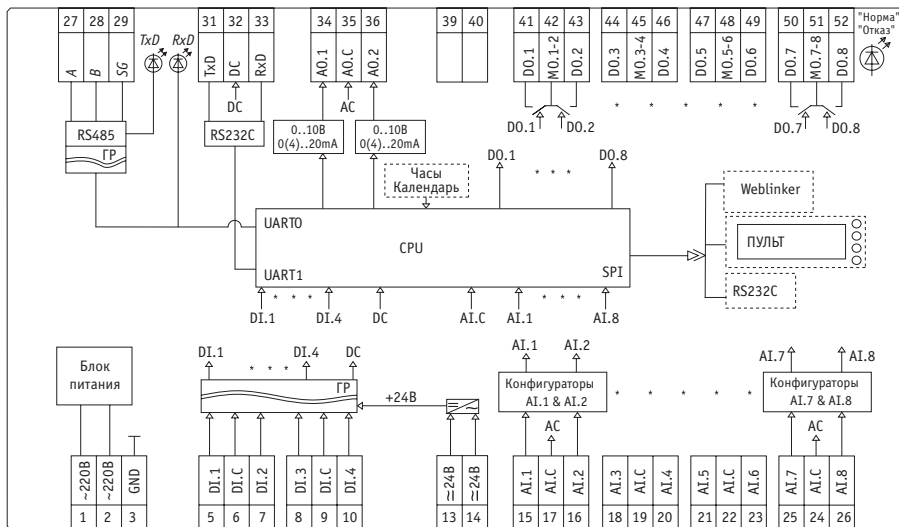 27 28 29 31 32 33 34 35 36 39 40 41 42 43 44 45 46 47 48 49 50 51 52
TxD RxD
"Норма"
"Отказ"
A B SG TxD DC RxD AO.1 AO.C AO.2 DO.1 MO.1-2 DO.2 DO.3 MO.3-4 DO.4 DO.5 MO.5-6 DO.6 DO.7 MO.7-8 DO.8
DC AC
* * * *
RS485
ГР
RS232C
0..10В
0(4)..20mA
0..10В
0(4)..20mA
DO.1 DO.2
DO.7 DO.8
Часы
Календарь
DO.1 * * * DO.8
Weblinker
ПУЛЬТ
RS232C
UART0
CPU
UART1
SPI
* * * * * *
DI.1 DI.4 DC AI.C AI.1 AI.8
Блок
питания
DI.1 * * * DI.4 DC
ГР
+24В
AI.1 AI.2
Конфигураторы
AI.1 & AI.2
* * * *
AI.7 AI.8
Конфигураторы
AI.7 & AI.8
AC AC
~220В ~220В GND DI.1 DI.C DI.2 DI.3 DI.C DI.4 ≃24В ≃24В AI.1 AI.C AI.2 AI.3 AI.C AI.4 AI.5 AI.C AI.6 AI.7 AI.C AI.8
1 2 3 5 6 7 8 9 10 13 14 15 17 16 18 19 20 21 22 23 25 24 26